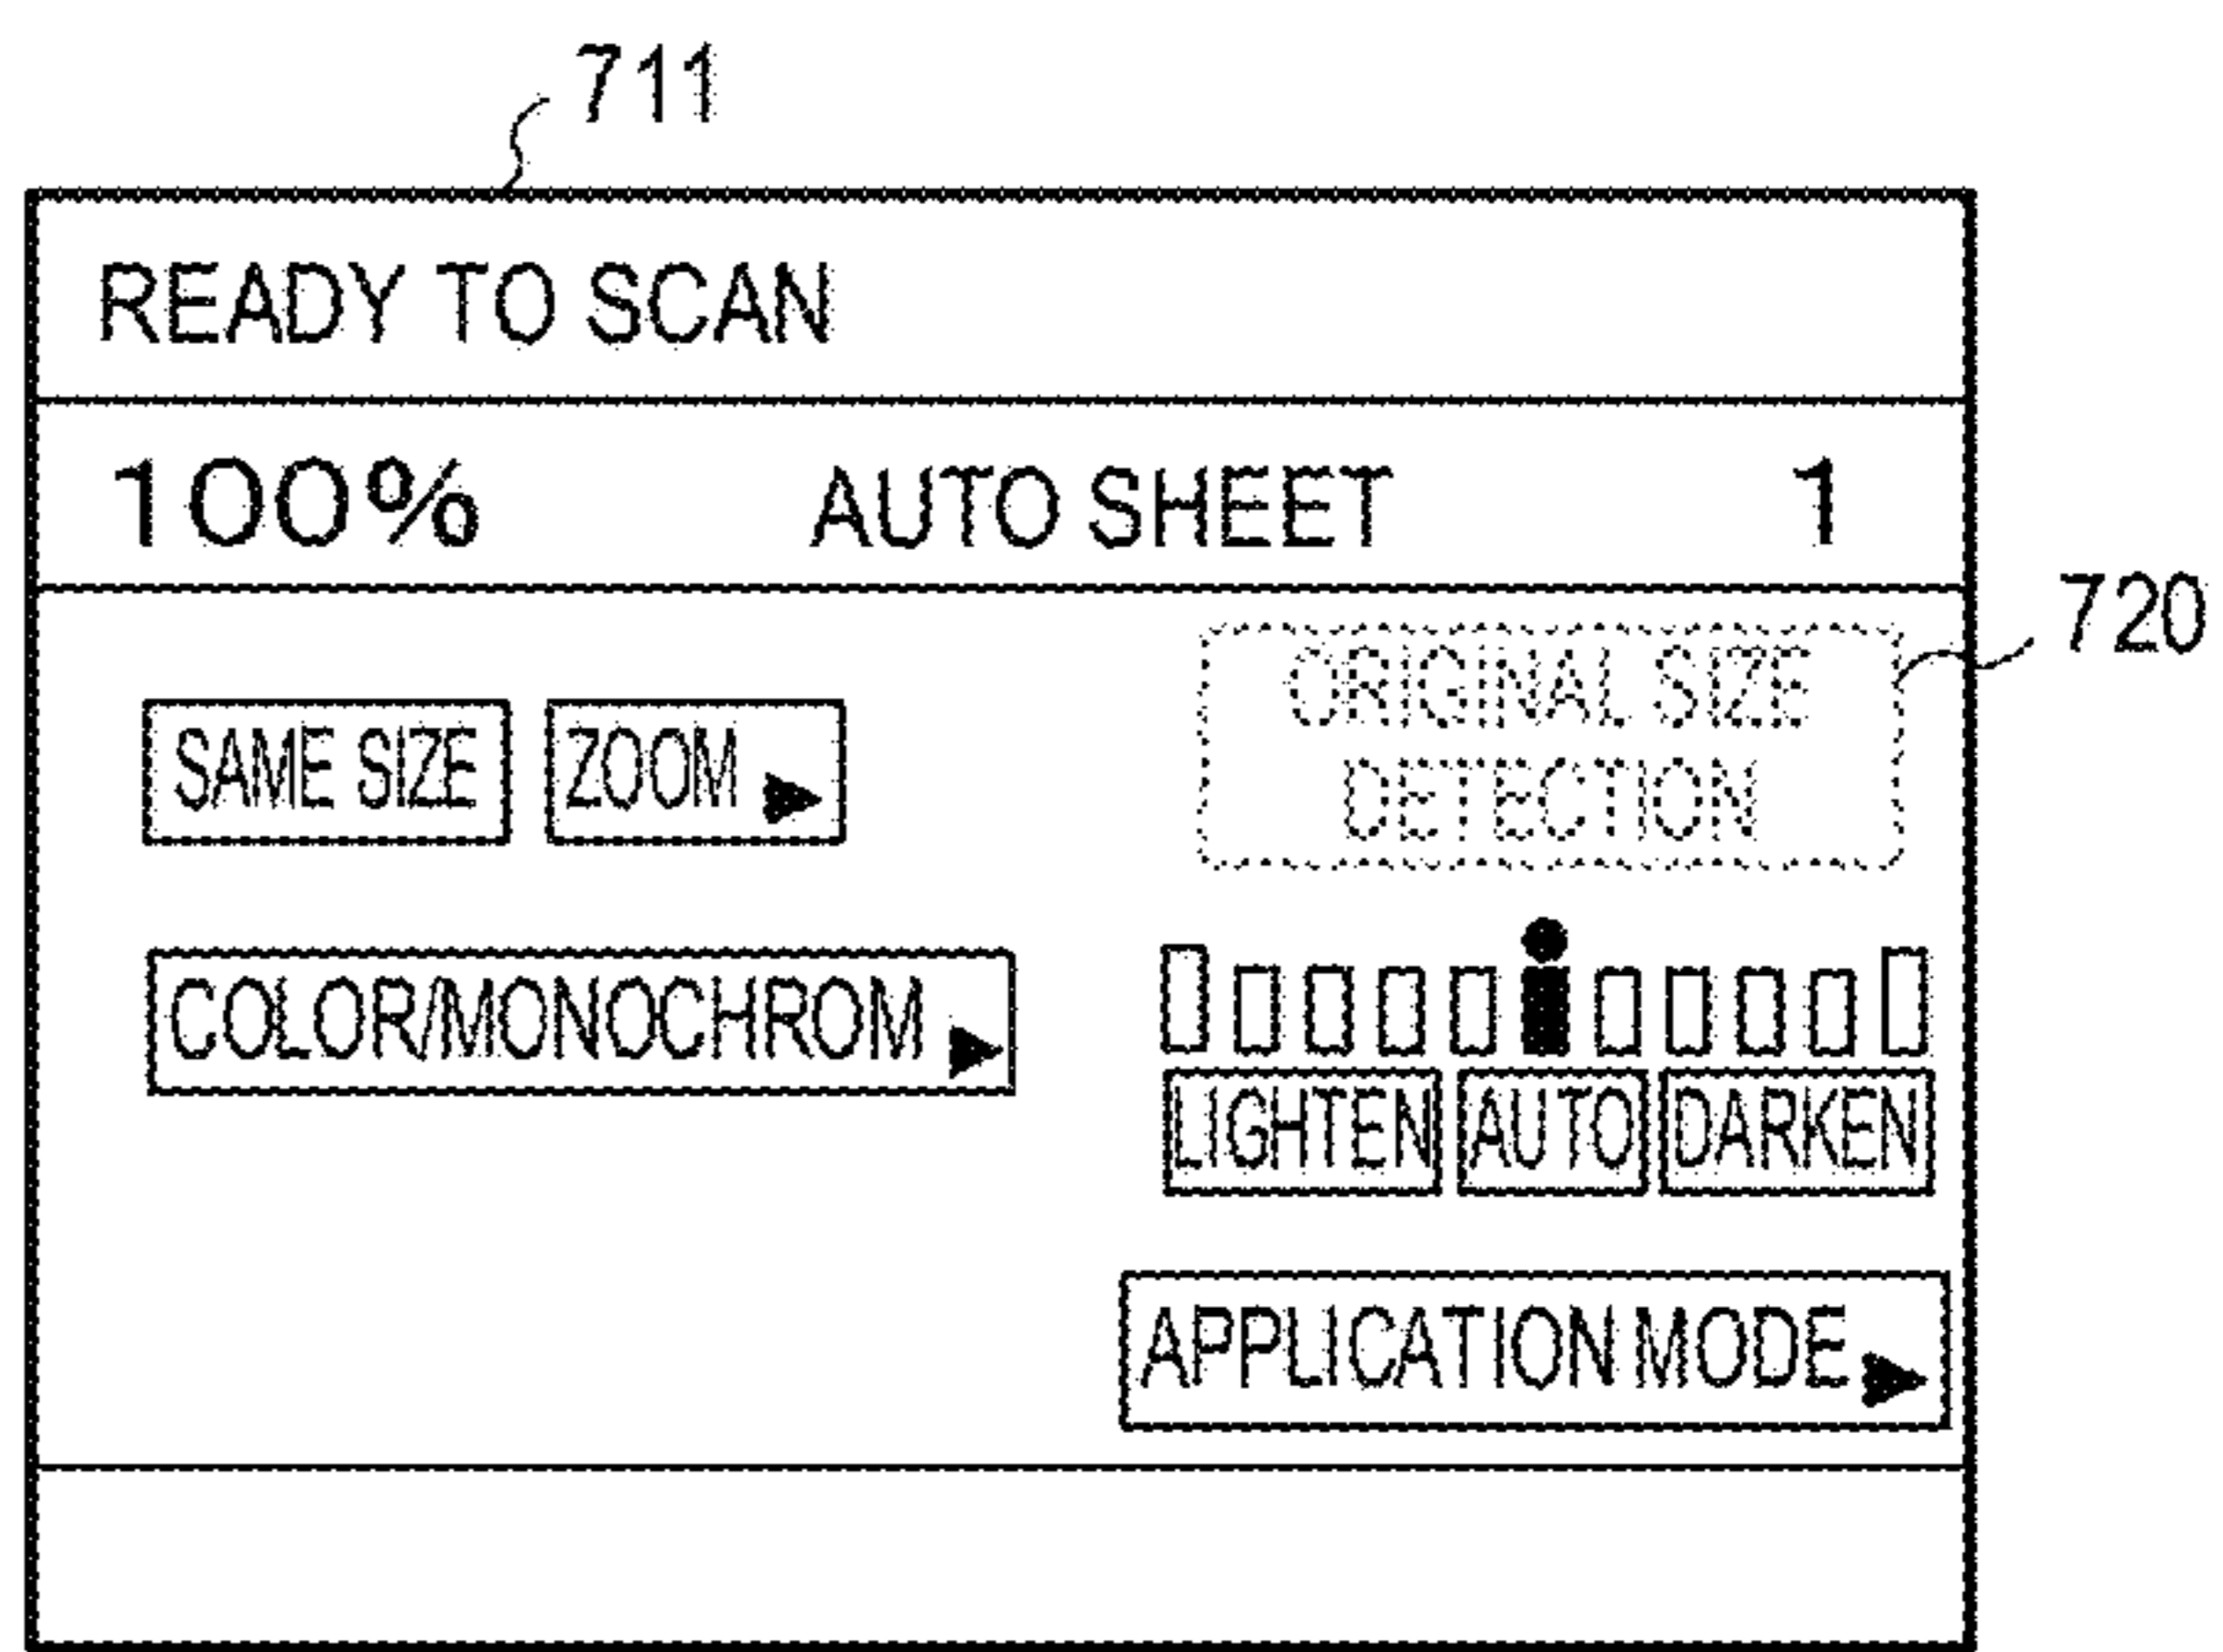 711
READY TO SCAN
100% AUTO SHEET 1
720
ORIGINAL SIZE
DETECTION
SAME SIZE ZOOM
COLOR/MONOCHROM
LIGHTEN AUTO DARKEN
APPLICATION MODE